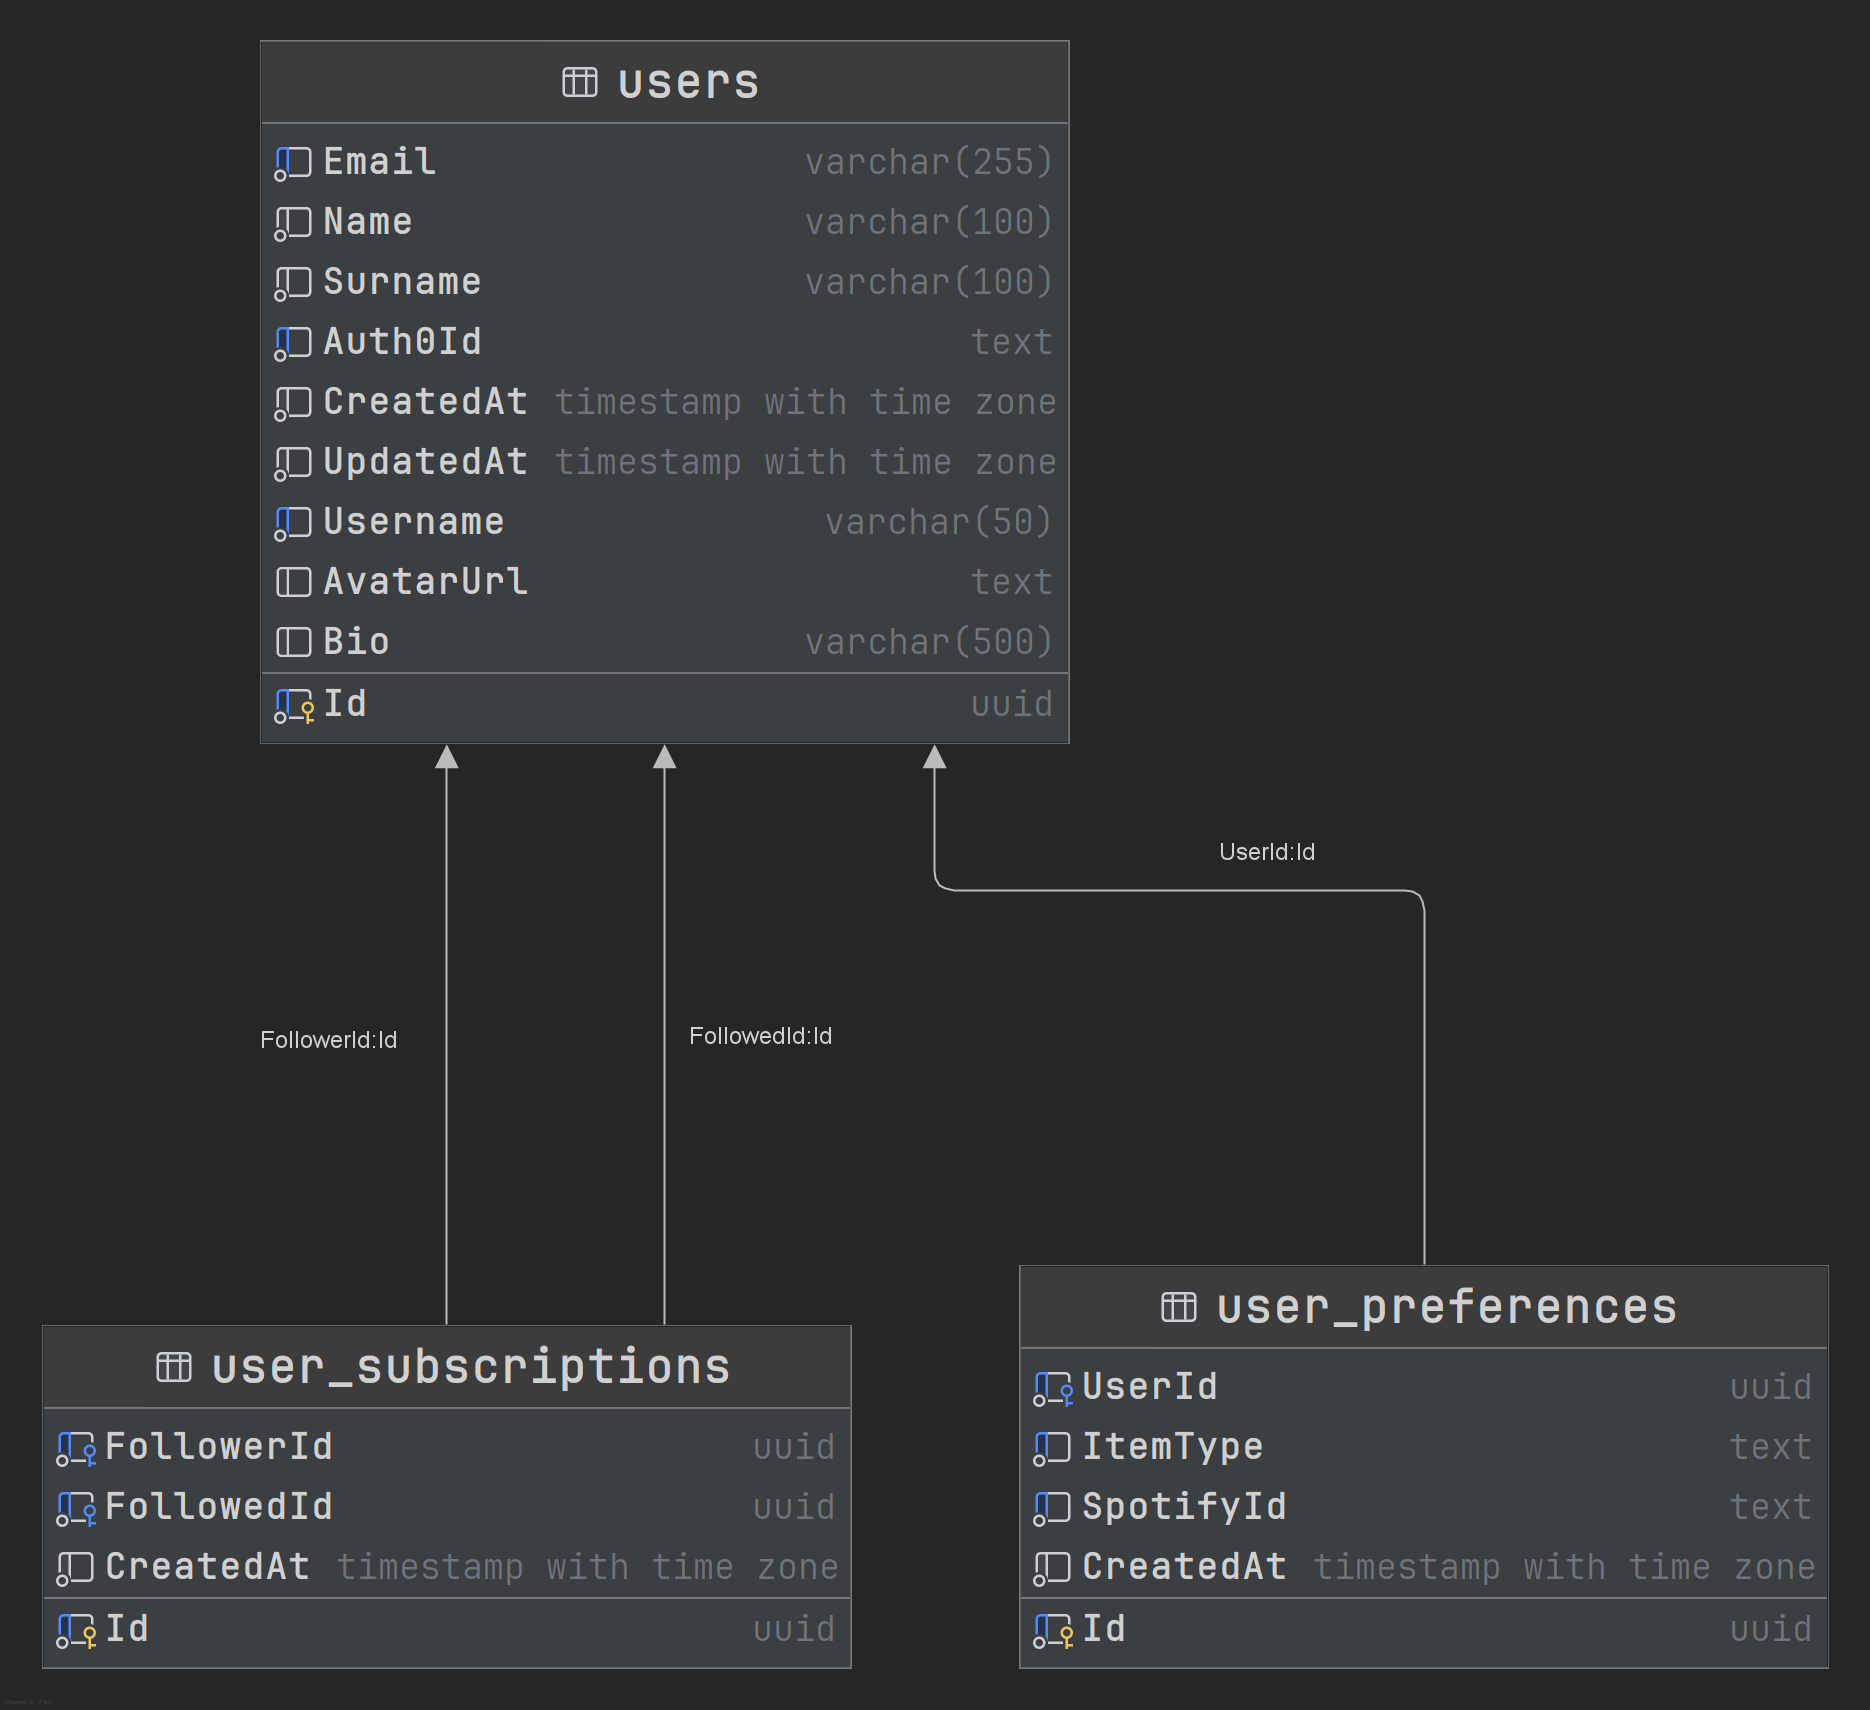 users
Email varchar(255)
Name varchar(100)
Surname varchar(100)
Auth0Id text
CreatedAt timestamp with time zone
UpdatedAt timestamp with time zone
Username varchar(50)
AvatarUrl text
Bio varchar(500)
Id uuid
UserId:Id
FollowerId:Id
FollowedId:Id
user_subscriptions
FollowerId uuid
FollowedId uuid
CreatedAt timestamp with time zone
Id uuid
user_preferences
UserId uuid
ItemType text
SpotifyId text
CreatedAt timestamp with time zone
Id uuid
Powered by yFiles